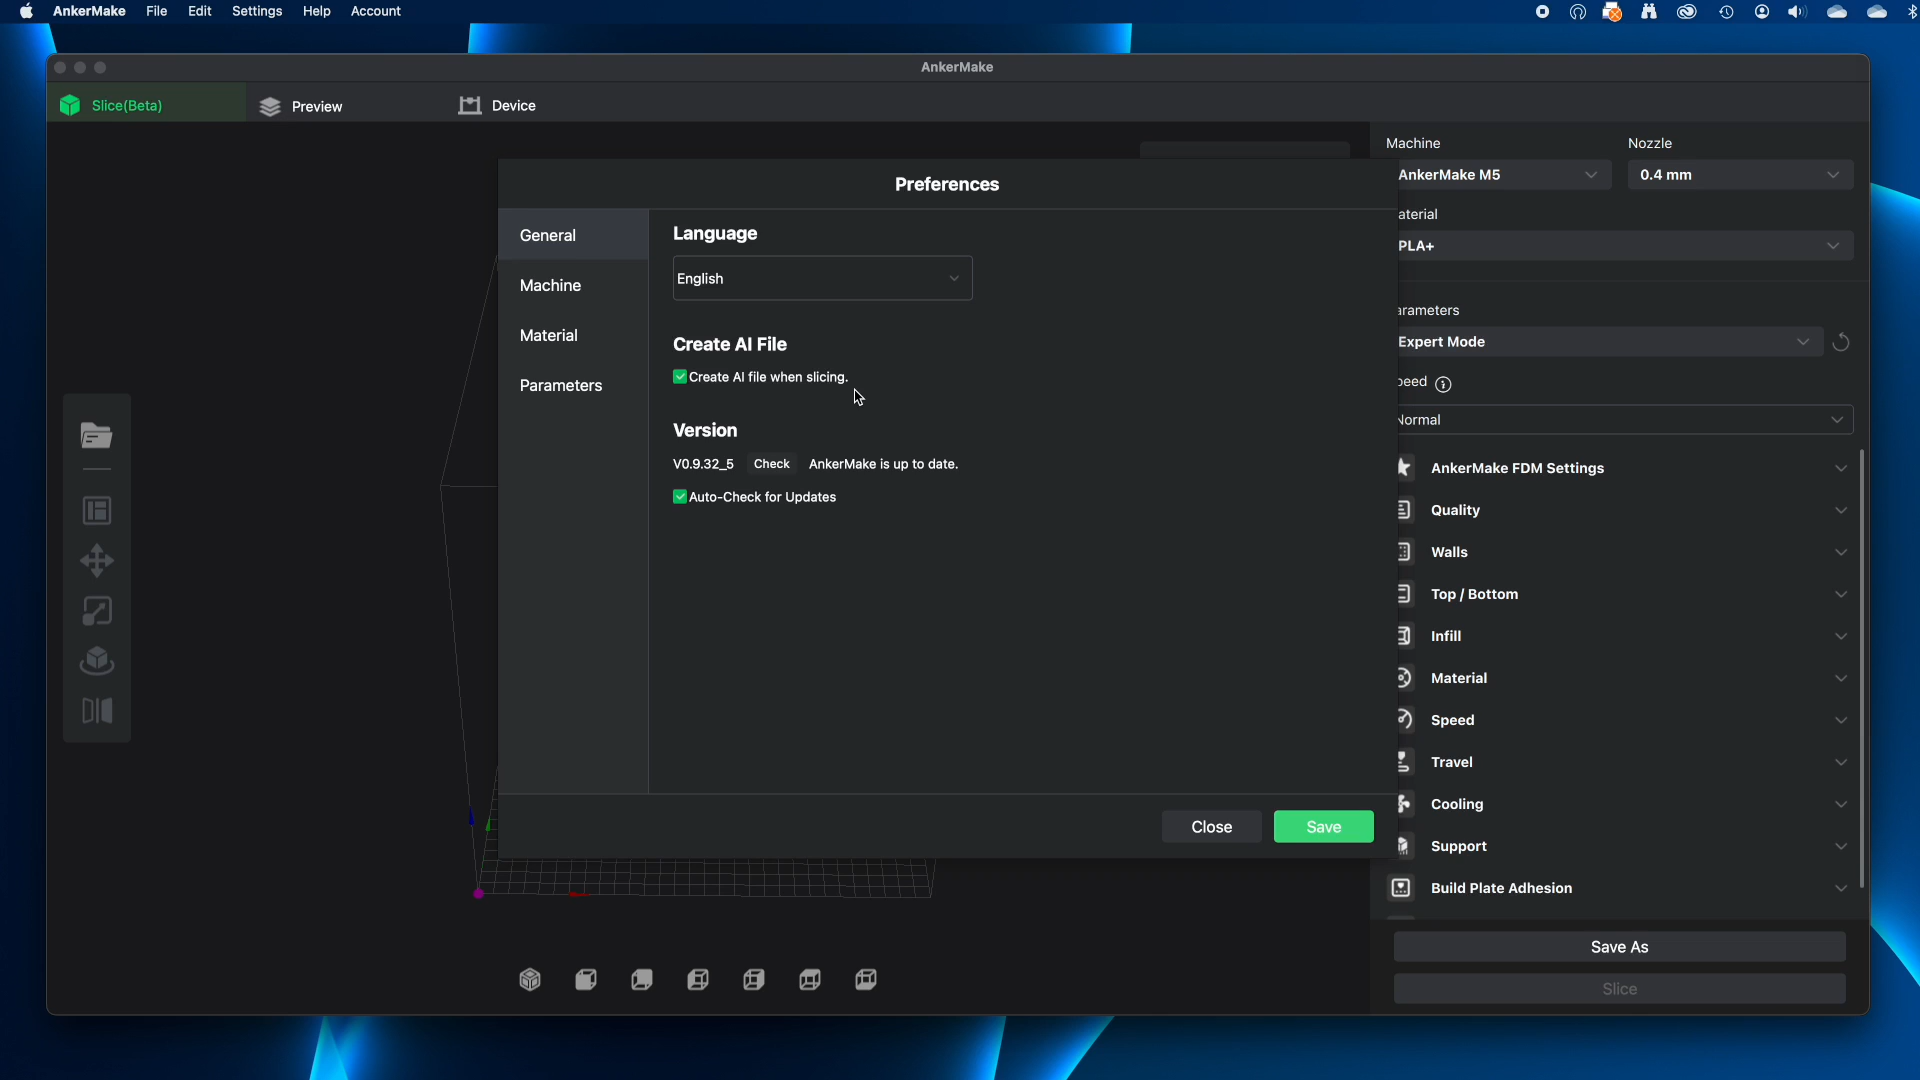 AnkerMake File Edit Settings Help Account
AnkerMake
Slice(Beta) Preview Device
Machine Nozzle
AnkerMake M5 0.4 mm
aterial
PLA+
arameters
Expert Mode
peed
Normal
AnkerMake FDM Settings
Quality
Walls
Top / Bottom
Infill
Material
Speed
Travel
Cooling
Support
Build Plate Adhesion
Save As
Slice
Preferences
General
Machine
Material
Parameters
Language
English
Create AI File
Create AI file when slicing.
Version
V0.9.32_5 Check AnkerMake is up to date.
Auto-Check for Updates
Close Save